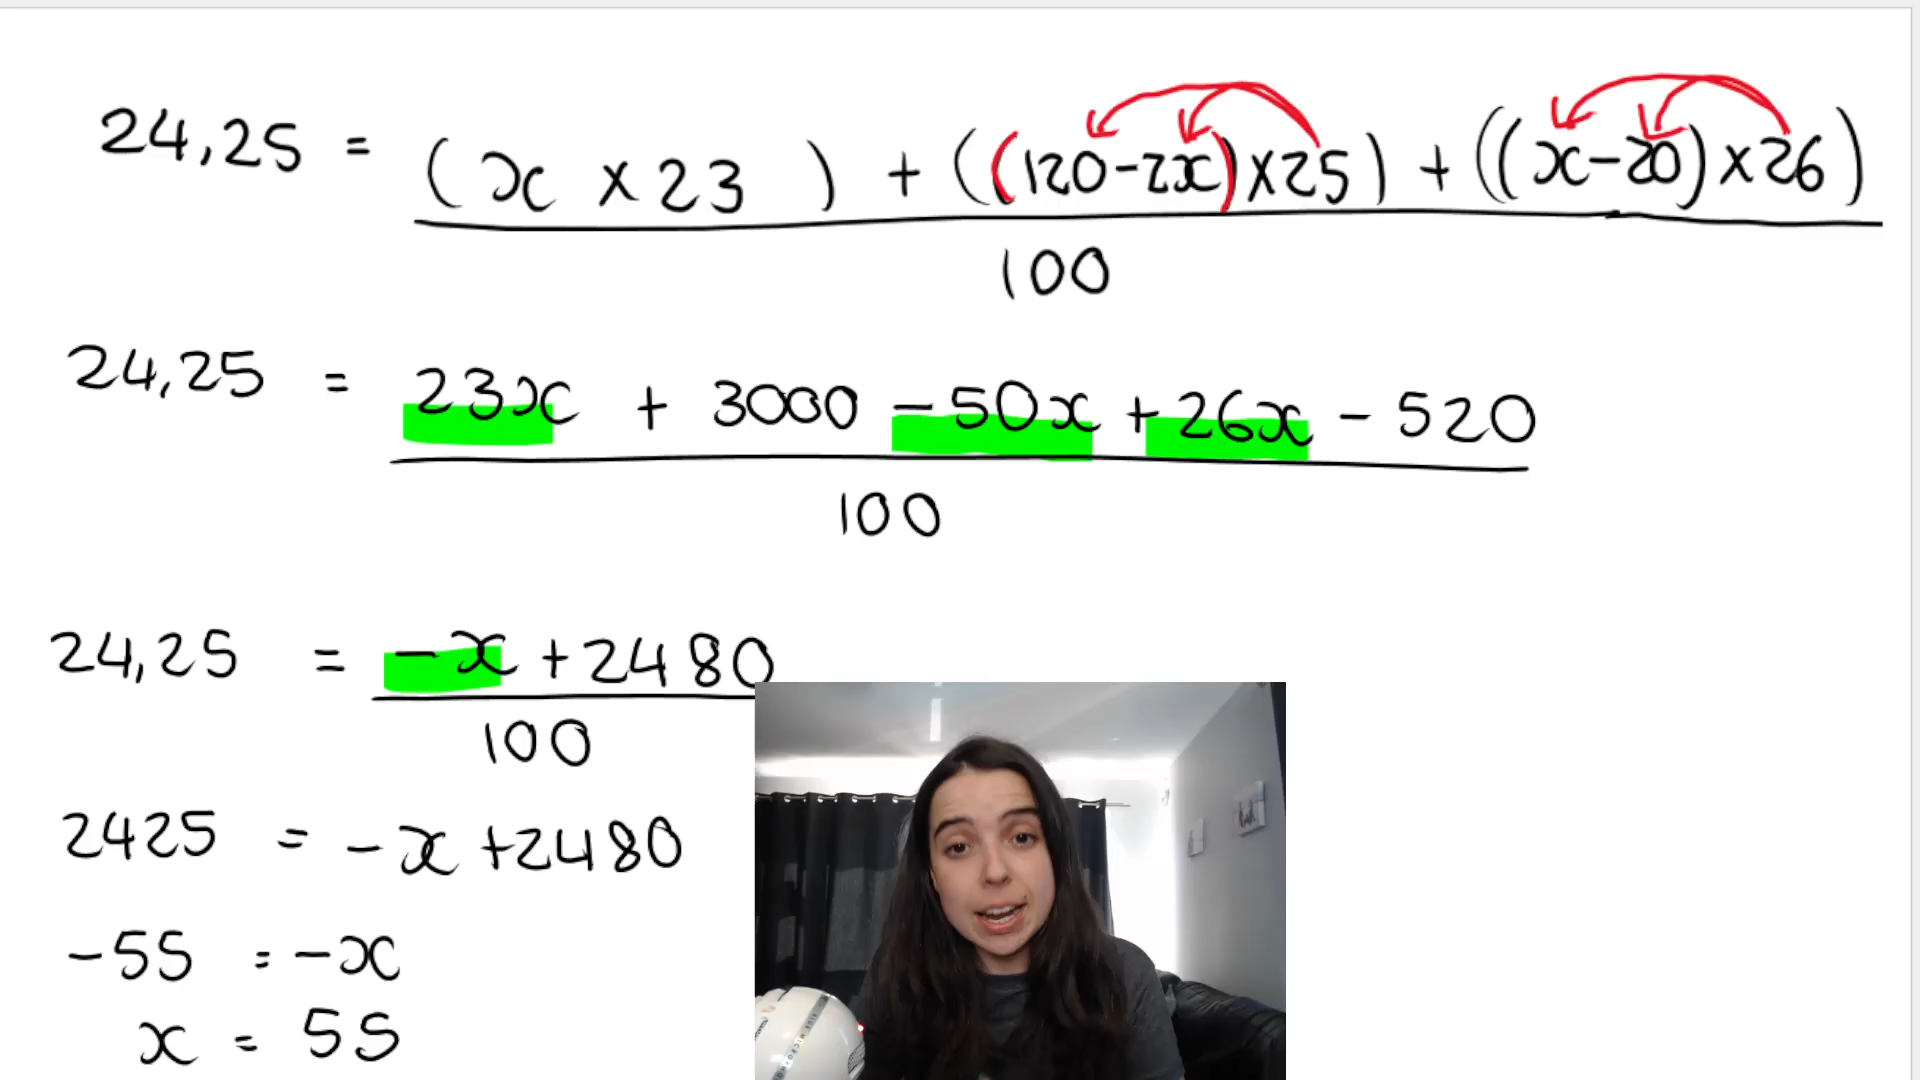 24,25 = (x × 23) + ((120-2x)×25) + ((x-20)×26)
100
24,25 = 23x + 3000 - 50x + 26x - 520
100
24,25 = -x + 2480
100
2425 = -x + 2480
-55 = -x
x = 55